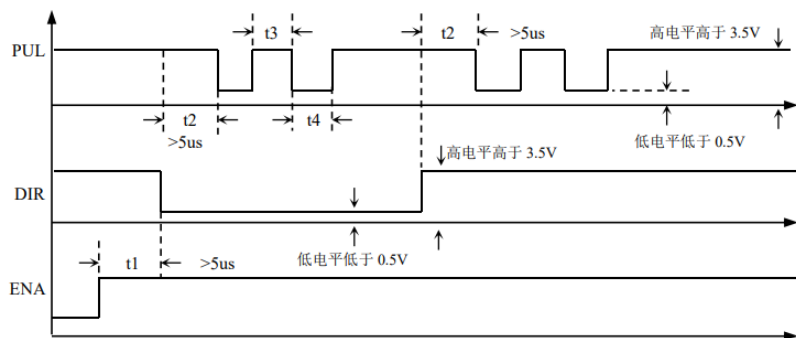 t3
t2
>5us
高电平高于 3.5V
PUL
t2
t4
>5us
低电平低于 0.5V
高电平高于 3.5V
DIR
t1
>5us
低电平低于 0.5V
ENA